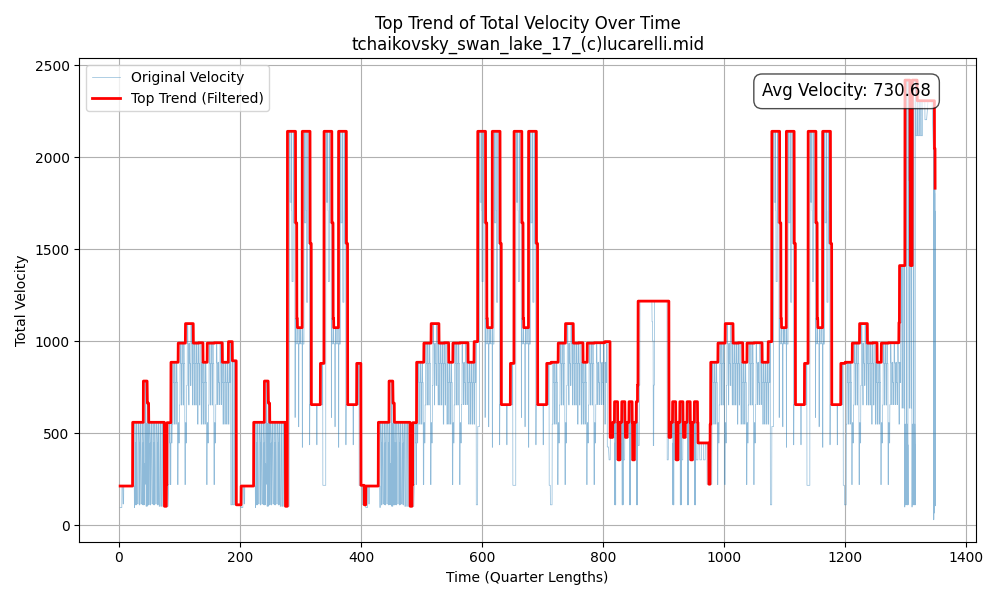 Top Trend of Total Velocity Over Time
tchaikovsky_swan_lake_17_(c)lucarelli.mid
Original Velocity
Top Trend (Filtered)
Avg Velocity: 730.68
Total Velocity
2500
2000
1500
1000
500
0
0 200 400 600 800 1000 1200 1400
Time (Quarter Lengths)